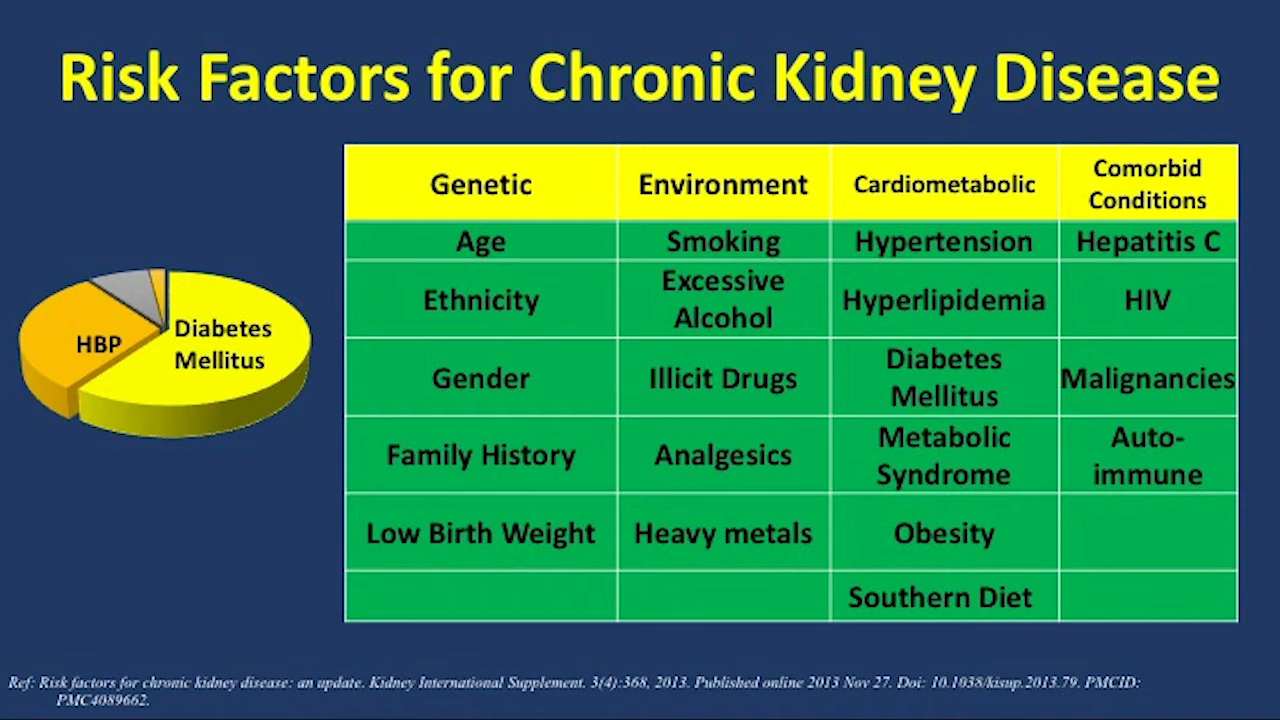 Risk Factors for Chronic Kidney Disease
Genetic
Environment
Cardiometabolic
Comorbid
Conditions
Age
Smoking
Hypertension
Hepatitis C
Ethnicity
Excessive
Alcohol
Hyperlipidemia
HIV
Gender
Illicit Drugs
Diabetes
Mellitus
Malignancies
Family History
Analgesics
Metabolic
Syndrome
Auto-
immune
Low Birth Weight
Heavy metals
Obesity
Southern Diet
HBP
Diabetes
Mellitus
Ref: Risk factors for chronic kidney disease: an update. Kidney International Supplement. 3(4):368, 2013. Published online 2013 Nov 27. Doi: 10.1038/kisup.2013.79. PMCID:
PMC4089662.